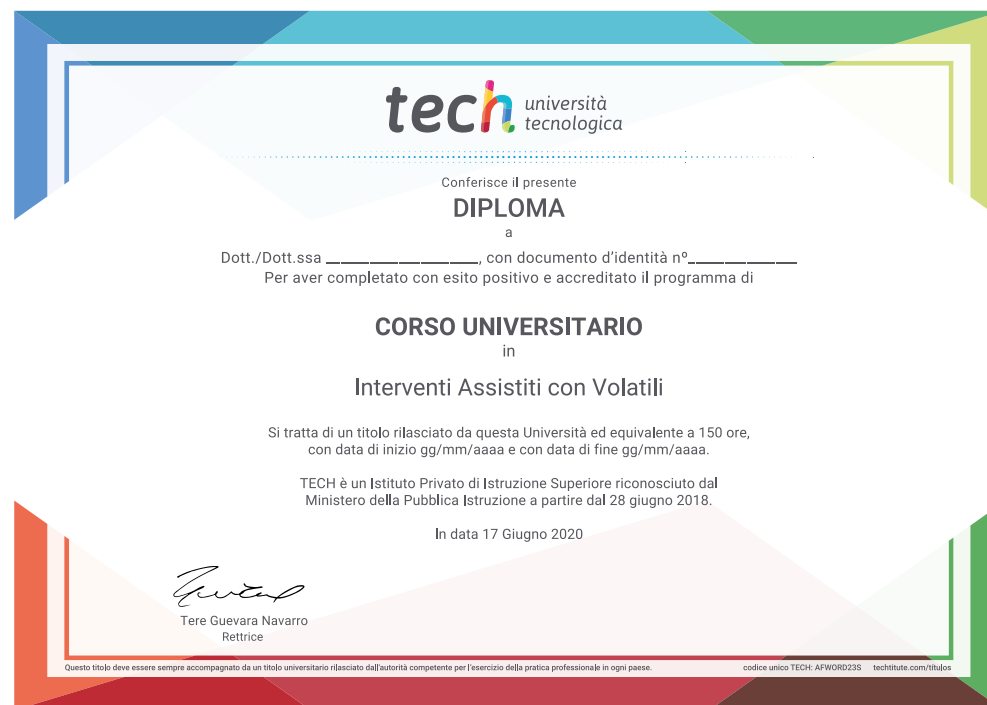 tech università
tecnologica
Conferisce il presente
DIPLOMA
a
Dott./Dott.ssa ____________________, con documento d'identità nº______________
Per aver completato con esito positivo e accreditato il programma di
CORSO UNIVERSITARIO
in
Interventi Assistiti con Volatili
Si tratta di un titolo rilasciato da questa Università ed equivalente a 150 ore,
con data di inizio gg/mm/aaaa e con data di fine gg/mm/aaaa.
TECH è un Istituto Privato di Istruzione Superiore riconosciuto dal
Ministero della Pubblica Istruzione a partire dal 28 giugno 2018.
In data 17 Giugno 2020
Tere Guevara Navarro
Rettrice
Questo titolo deve essere sempre accompagnato da un titolo universitario rilasciato dall'autorità competente per l'esercizio della pratica professionale in ogni paese.
codice unico TECH: AFWORD23S techtitute.com/titulos